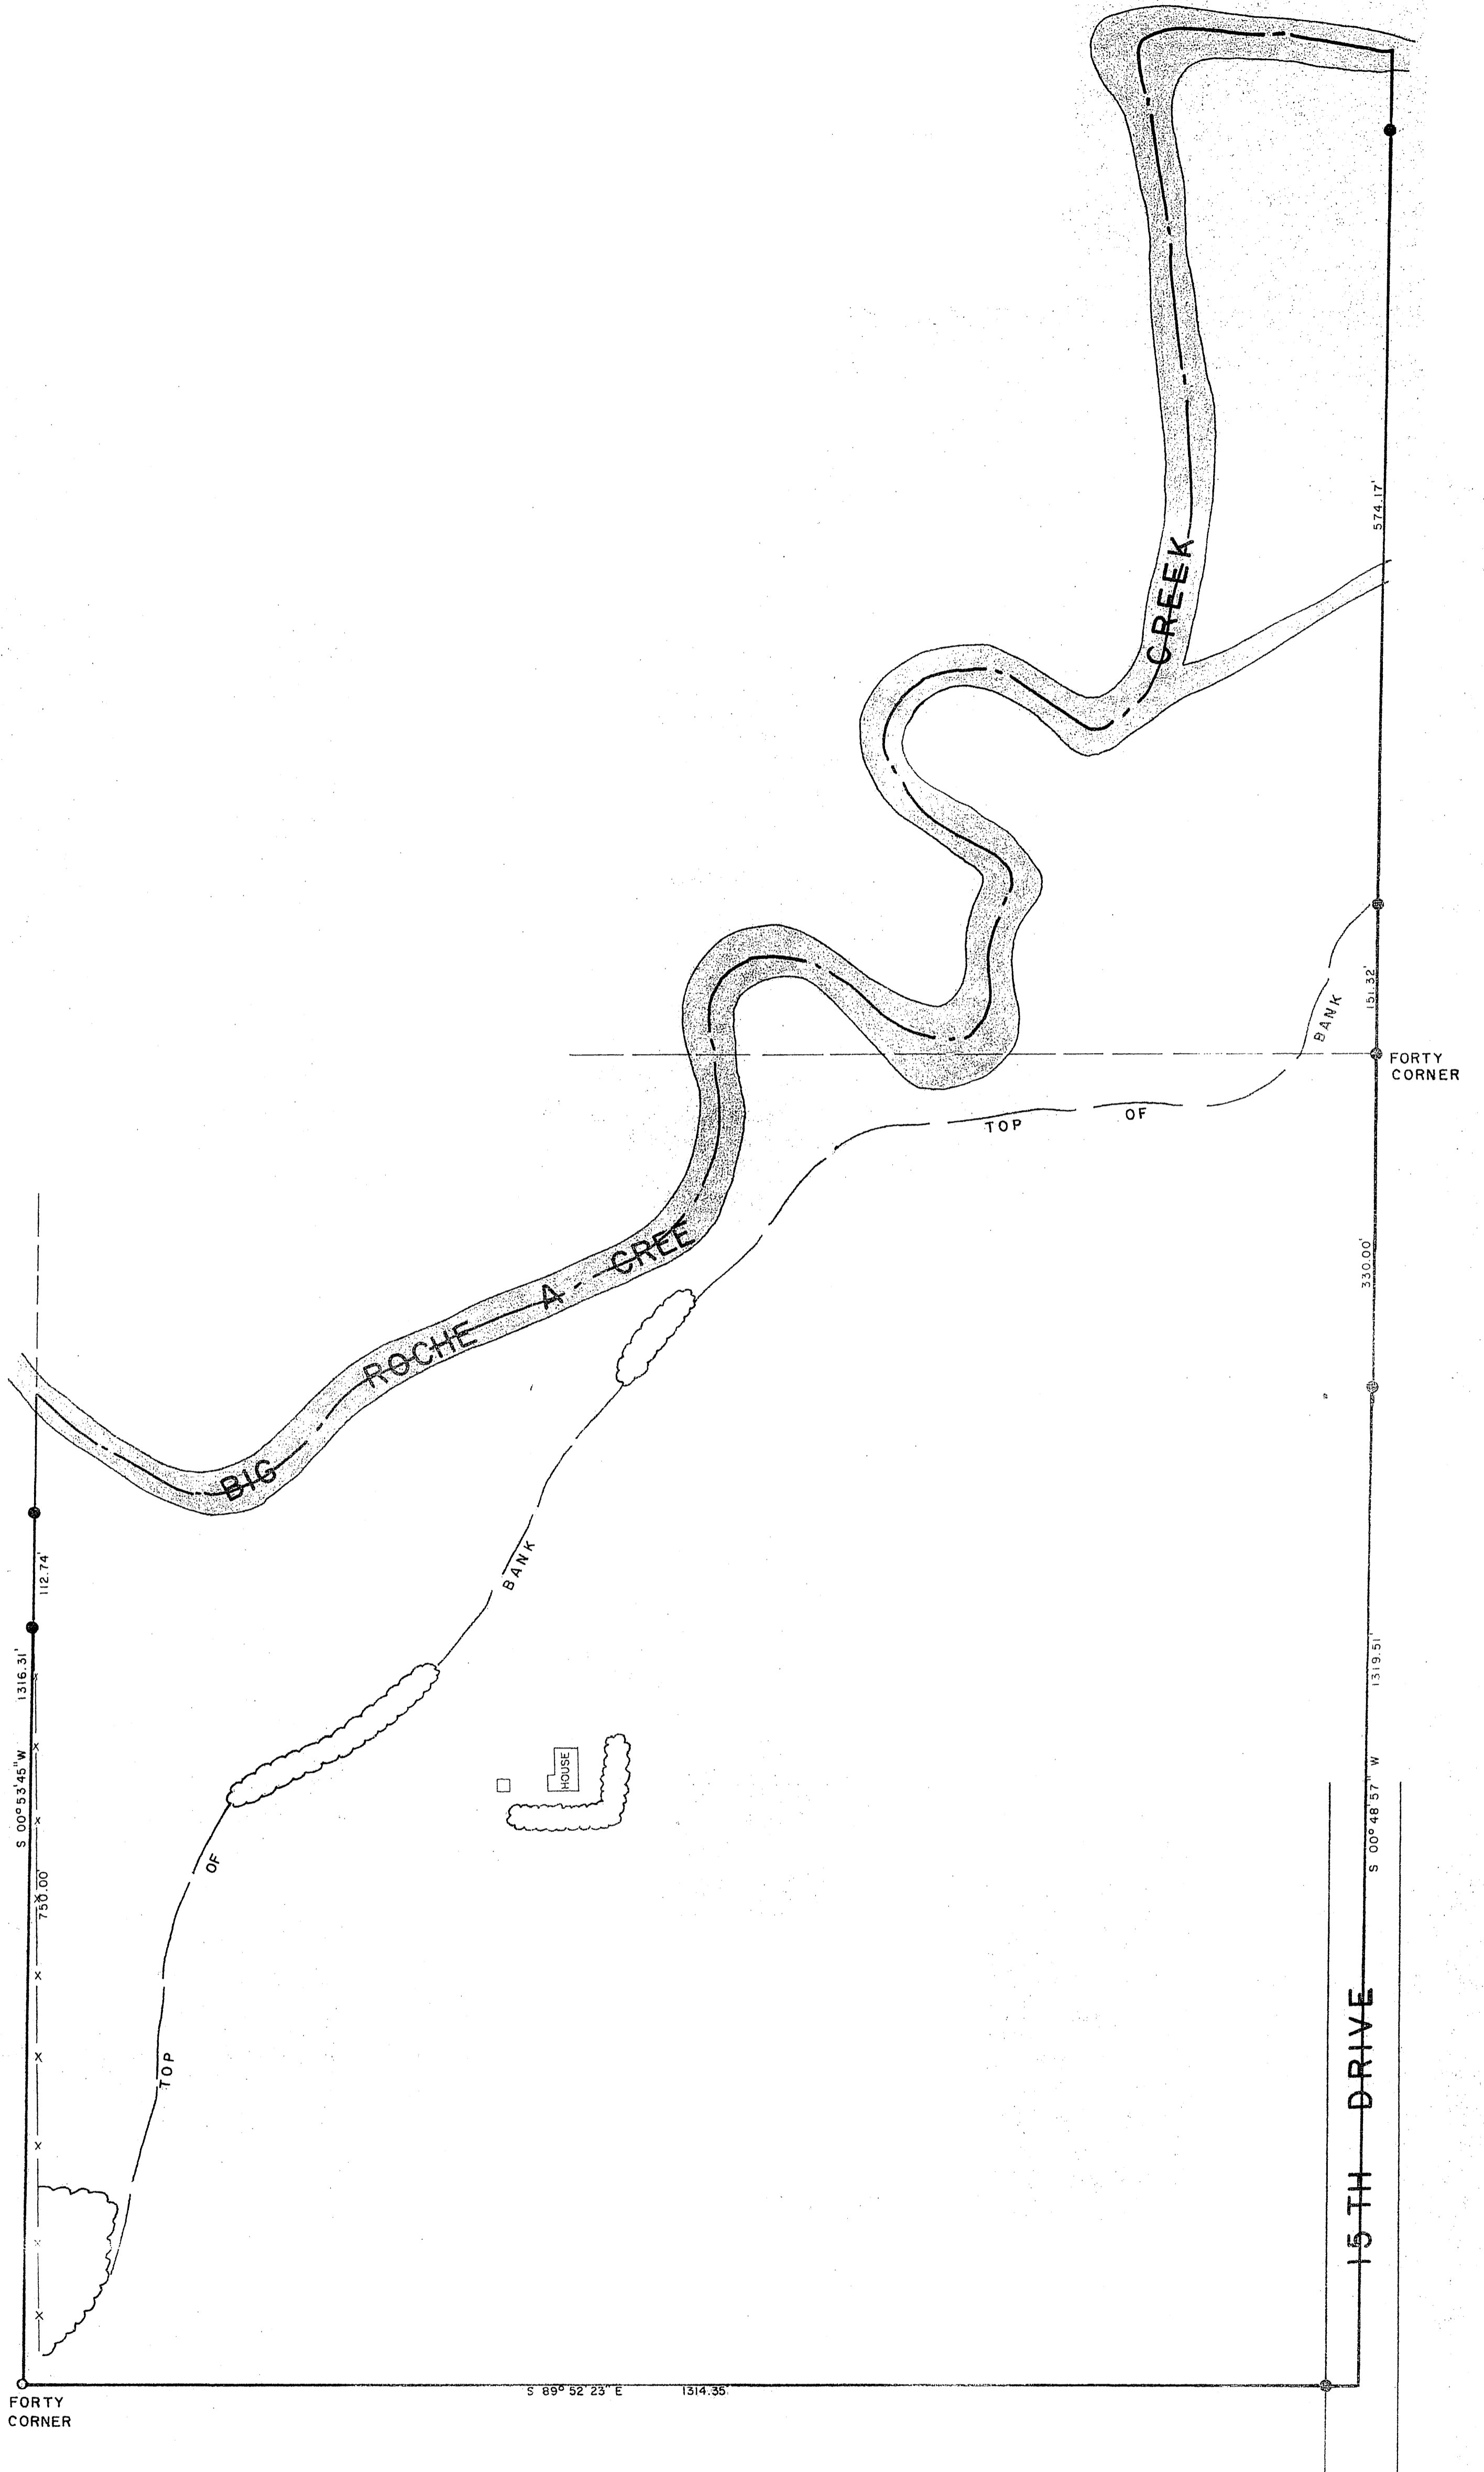 CREEK
574.17'
BANK
151.32'
FORTY
CORNER
TOP OF
330.00'
BIG ROCHE - A - CREE
112.74'
BANK
S 00° 53' 45" W 1316.31'
1319.51'
HOUSE
S 00° 48' 57" W
OF
750.00
TOP
15 TH DRIVE
S 89° 52' 23" E 1314.35'
FORTY
CORNER